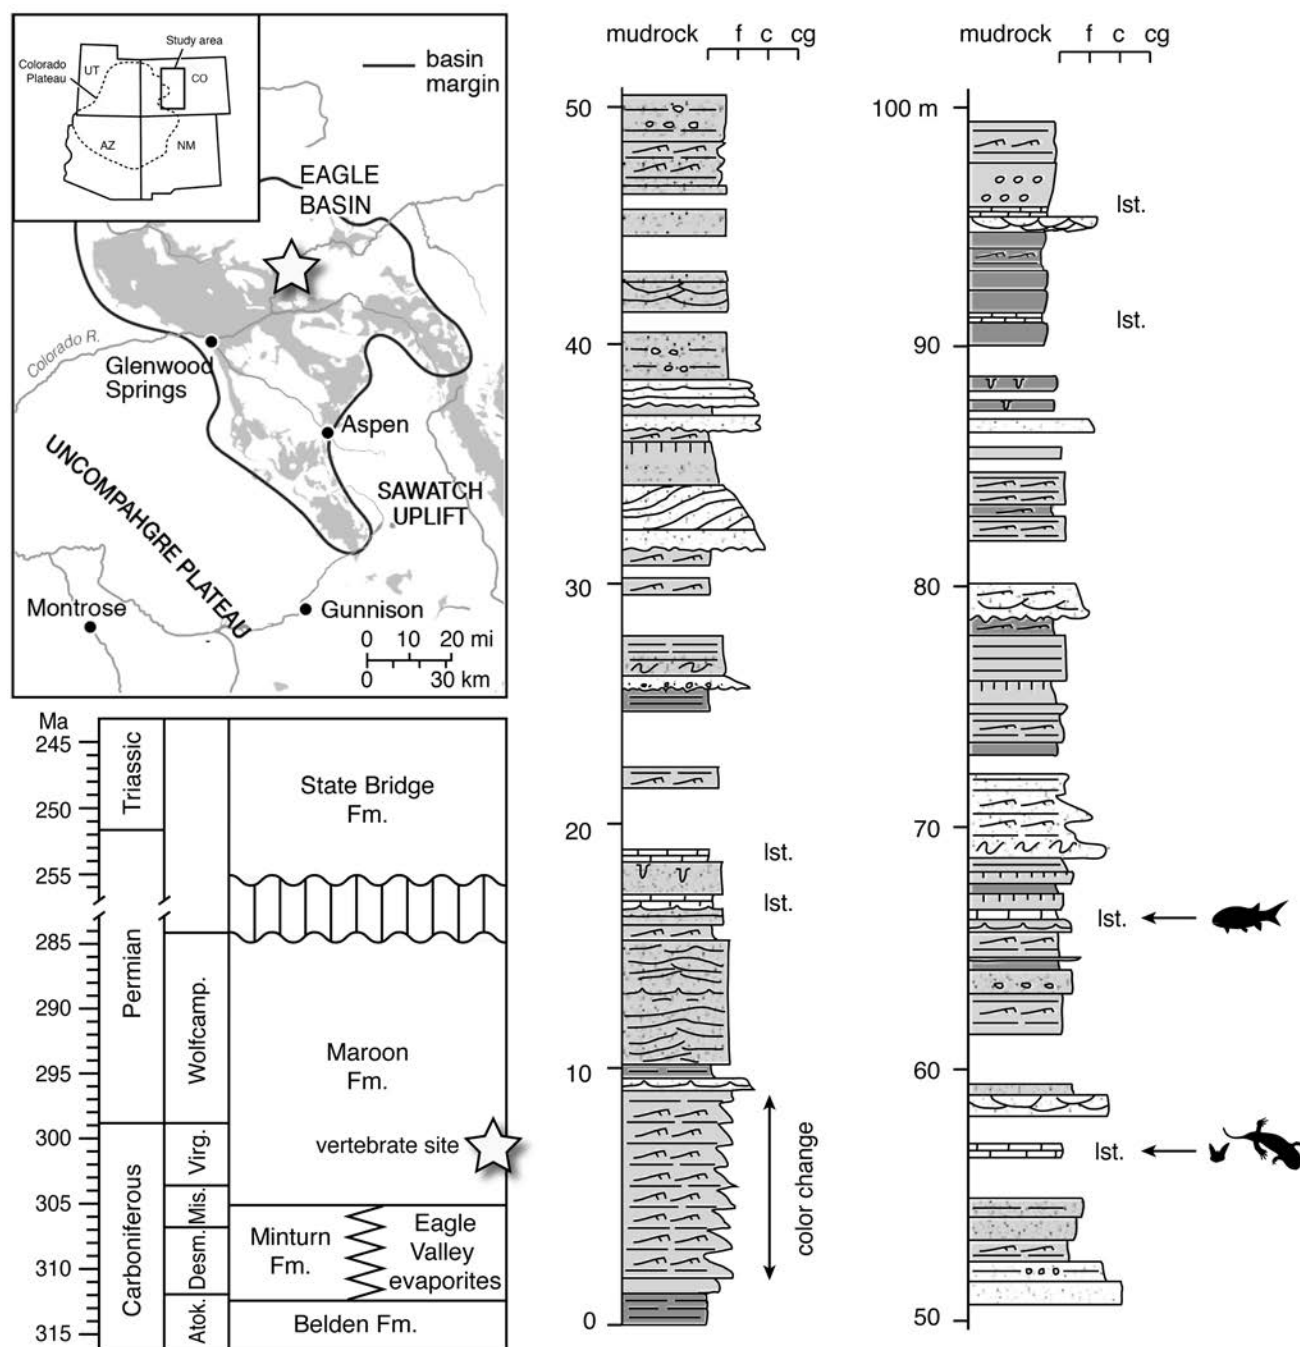 Study area
Colorado
Plateau
UT
CO
AZ
NM
basin
margin
EAGLE
BASIN
Colorado R.
Glenwood
Springs
Aspen
UNCOMPAHGRE PLATEAU
SAWATCH
UPLIFT
Montrose
Gunnison
0 10 20 mi
0 30 km
Ma
245
250
255
285
290
295
300
305
310
315
Triassic
Permian
Carboniferous
Wolfcamp.
Virg.
Mis.
Desm.
Atok.
State Bridge
Fm.
Maroon
Fm.
vertebrate site
Minturn
Fm.
Eagle
Valley
evaporites
Belden Fm.
mudrock f c cg
50
40
30
20
lst.
lst.
10
color change
0
mudrock f c cg
100 m
lst.
lst.
90
80
70
lst.
60
lst.
50